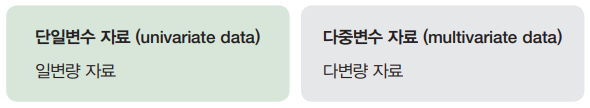 단일변수 자료 (univariate data)
일변량 자료
다중변수 자료 (multivariate data)
다변량 자료